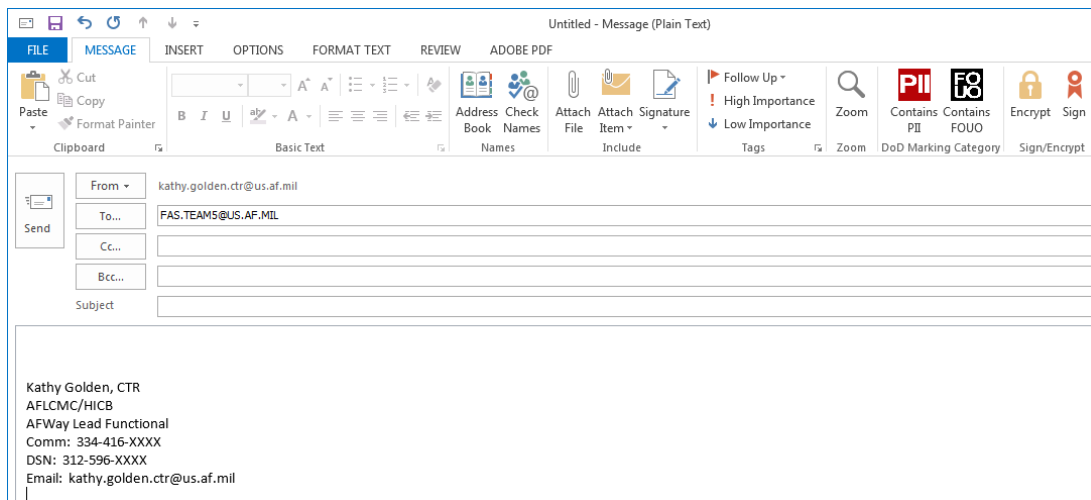 Untitled - Message (Plain Text)
FILE MESSAGE INSERT OPTIONS FORMAT TEXT REVIEW ADOBE PDF
Paste
Cut
Copy
Format Painter
Clipboard
B I U A
Basic Text
Address Book
Check Names
Names
Attach File
Attach Item
Signature
Include
Follow Up
High Importance
Low Importance
Tags
Zoom
Zoom
PII
Contains PII
FOUO
Contains FOUO
DoD Marking Category
Encrypt
Sign
Sign/Encrypt
Send
From kathy.golden.ctr@us.af.mil
To... FAS.TEAM5@US.AF.MIL
Cc...
Bcc...
Subject
Kathy Golden, CTR
AFLCMC/HICB
AFWay Lead Functional
Comm: 334-416-XXXX
DSN: 312-596-XXXX
Email: kathy.golden.ctr@us.af.mil